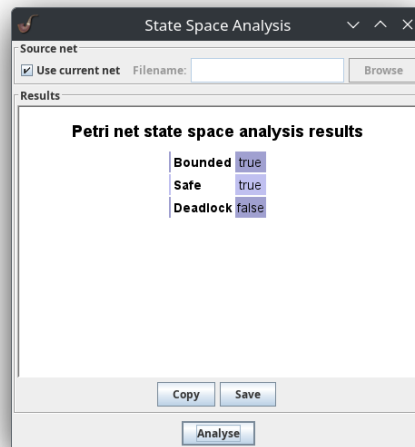 State Space Analysis
Source net
Use current net Filename: Browse
Results
Petri net state space analysis results
Bounded true
Safe true
Deadlock false
Copy Save
Analyse